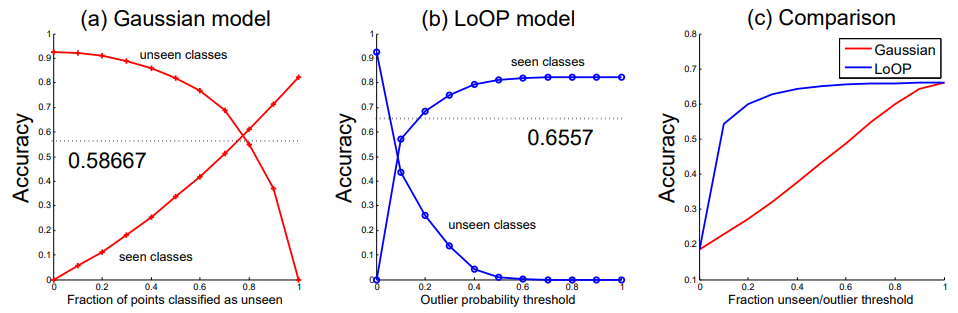 (a) Gaussian model
1
0.9
0.8
0.7
0.6
0.5
0.4
0.3
0.2
0.1
0
Accuracy
unseen classes
0.58667
seen classes
0 0.2 0.4 0.6 0.8 1
Fraction of points classified as unseen
(b) LoOP model
1
0.9
0.8
0.7
0.6
0.5
0.4
0.3
0.2
0.1
0
Accuracy
seen classes
0.6557
unseen classes
0 0.2 0.4 0.6 0.8 1
Outlier probability threshold
(c) Comparison
0.8
0.7
0.6
0.5
0.4
0.3
0.2
0.1
Accuracy
Gaussian
LoOP
0 0.2 0.4 0.6 0.8 1
Fraction unseen/outlier threshold